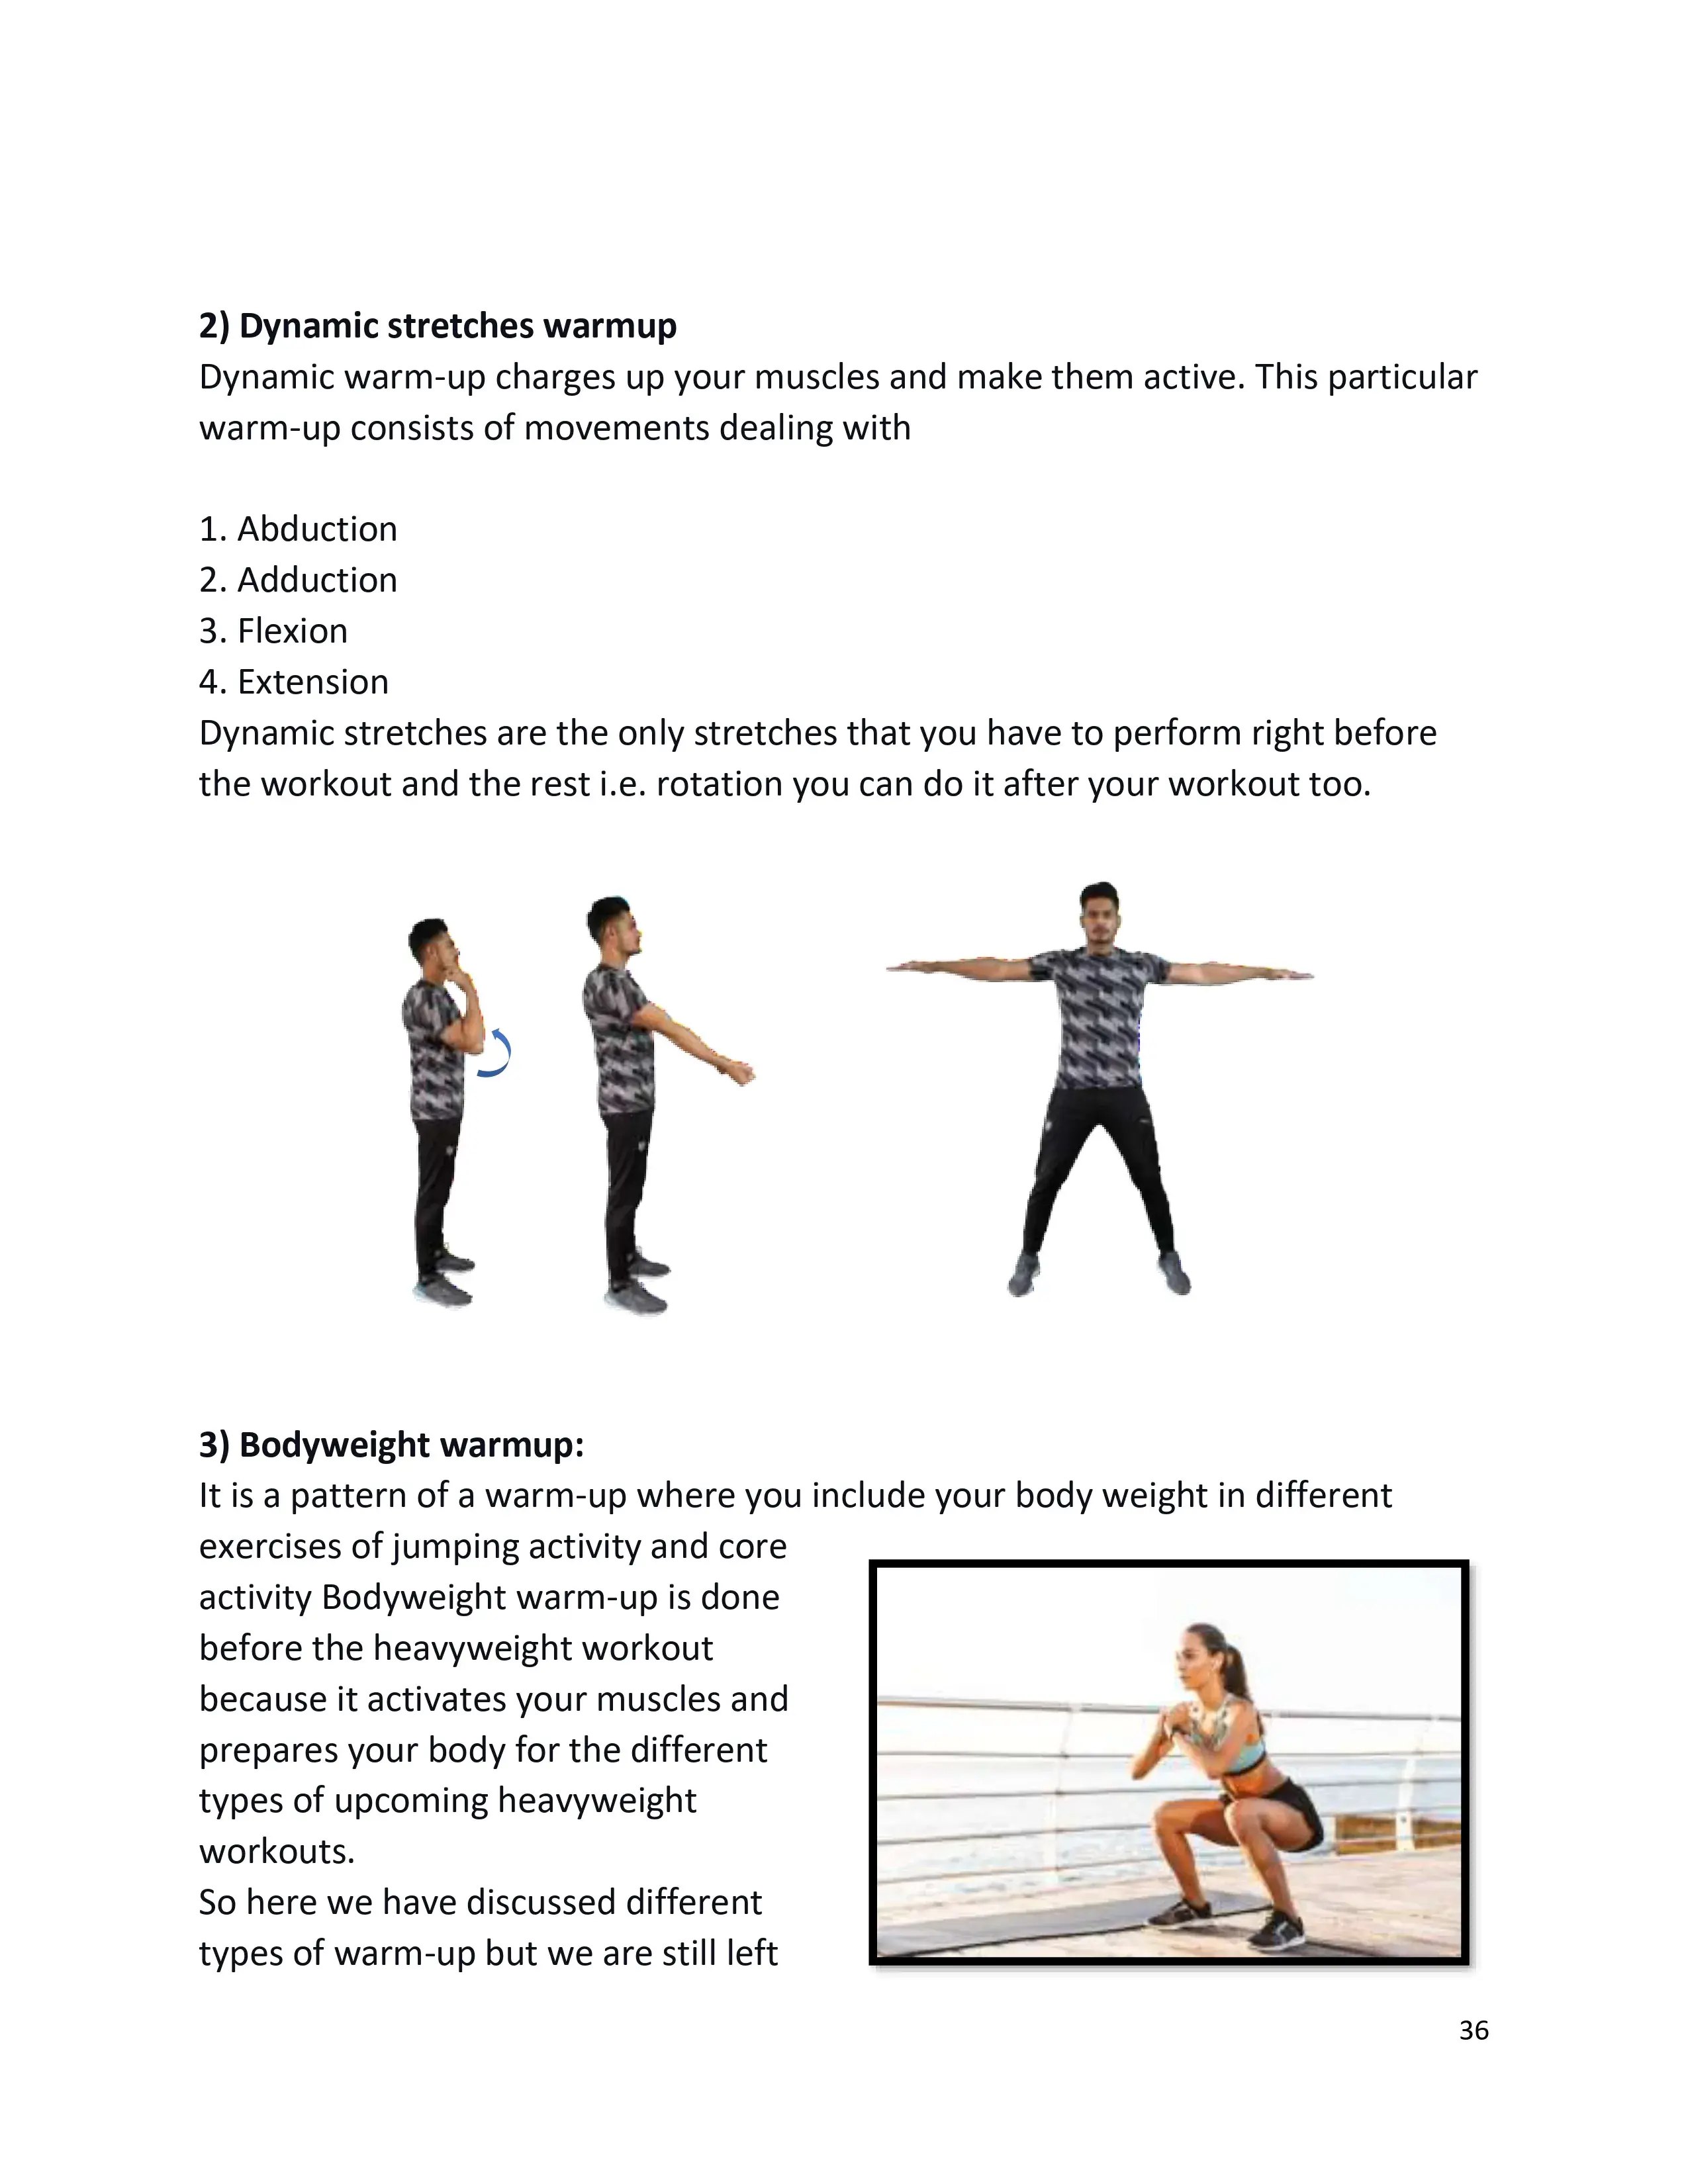 2) Dynamic stretches warmup
Dynamic warm-up charges up your muscles and make them active. This particular
warm-up consists of movements dealing with
1. Abduction
2. Adduction
3. Flexion
4. Extension
Dynamic stretches are the only stretches that you have to perform right before
the workout and the rest i.e. rotation you can do it after your workout too.
3) Bodyweight warmup:
It is a pattern of a warm-up where you include your body weight in different
exercises of jumping activity and core
activity Bodyweight warm-up is done
before the heavyweight workout
because it activates your muscles and
prepares your body for the different
types of upcoming heavyweight
workouts.
So here we have discussed different
types of warm-up but we are still left
36